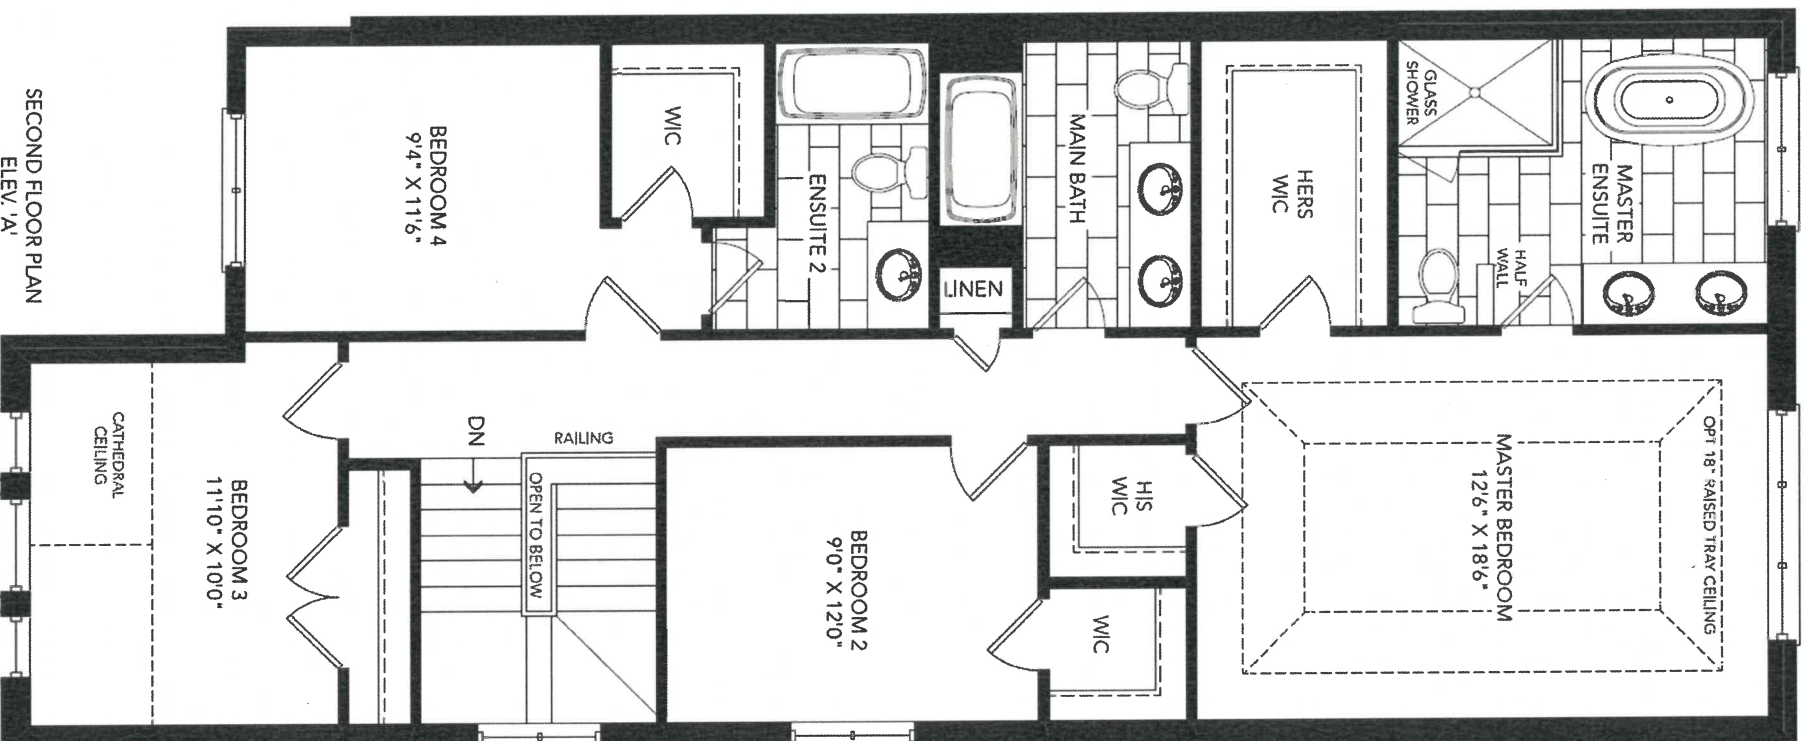 SECOND FLOOR PLAN
ELEV. 'A'
BEDROOM 4
9'4" X 11'6"
WIC
ENSUITE 2
MAIN BATH
LINEN
HERS
WIC
GLASS
SHOWER
MASTER
ENSUITE
HALF
WALL
CATHEDRAL
CEILING
BEDROOM 3
11'10" X 10'0"
DN
RAILING
OPEN TO BELOW
BEDROOM 2
9'0" X 12'0"
HIS
WIC
WIC
MASTER BEDROOM
12'6" X 18'6"
OPT 18" RAISED TRAY CEILING